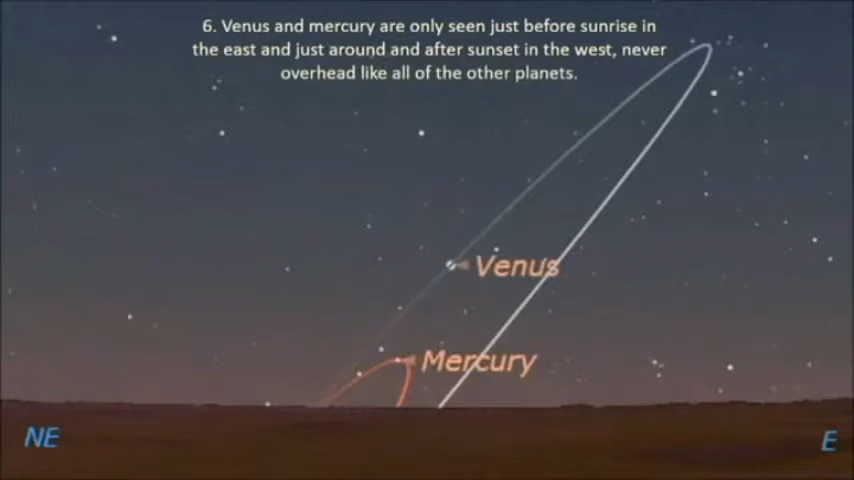 6. Venus and mercury are only seen just before sunrise in
the east and just around and after sunset in the west, never
overhead like all of the other planets.
Venus
Mercury
NE
E